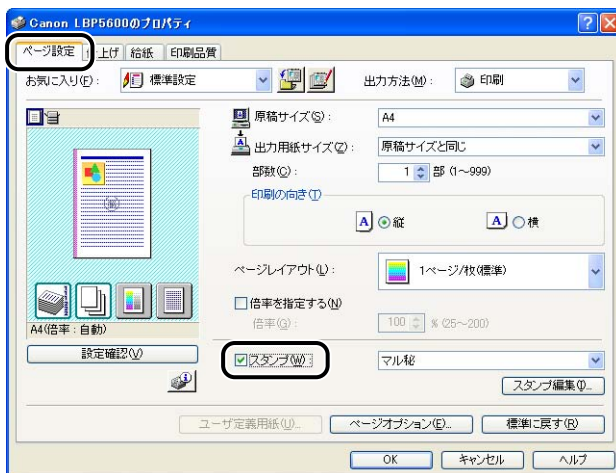 Canon LBP5600のプロパティ
ページ設定 上げ 給紙 印刷品質
お気に入り(F): 標準設定 出力方法(M): 印刷
原稿サイズ(S): A4
出力用紙サイズ(Z): 原稿サイズと同じ
部数(C): 1 部 (1~999)
印刷の向き(T)
A 縦 A 横
ページレイアウト(L): 1ページ/枚(標準)
倍率を指定する(N)
倍率(G): 100 % (25~200)
A4(倍率:自動)
設定確認(V)
スタンプ(W): マル秘
スタンプ編集(I)...
ユーザ定義用紙(U)... ページオプション(E)... 標準に戻す(R)
OK キャンセル ヘルプ